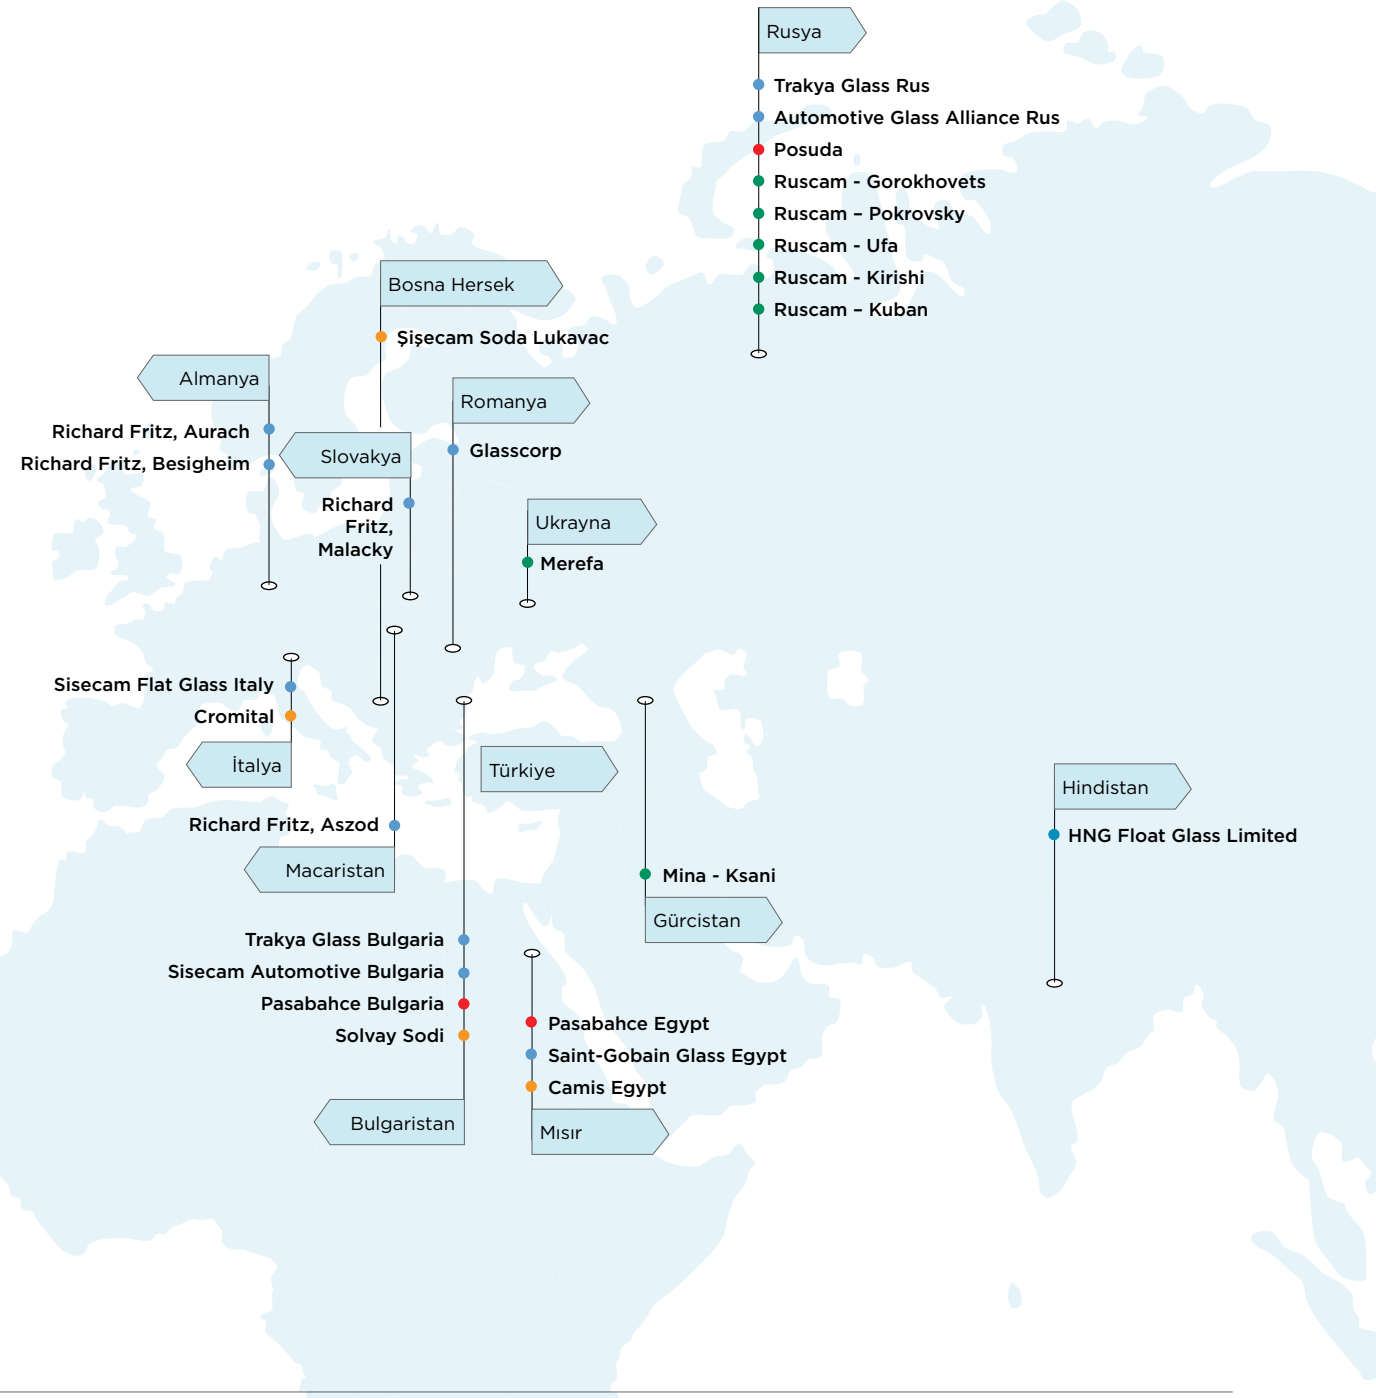 Rusya
Trakya Glass Rus
Automotive Glass Alliance Rus
Posuda
Ruscam - Gorokhovets
Ruscam – Pokrovsky
Ruscam - Ufa
Ruscam - Kirishi
Ruscam – Kuban
Bosna Hersek
Şişecam Soda Lukavac
Almanya
Richard Fritz, Aurach
Richard Fritz, Besigheim
Romanya
Glasscorp
Slovakya
Richard
Fritz,
Malacky
Ukrayna
Merefa
Sisecam Flat Glass Italy
Cromital
İtalya
Türkiye
Hindistan
HNG Float Glass Limited
Richard Fritz, Aszod
Macaristan
Mina - Ksani
Gürcistan
Trakya Glass Bulgaria
Sisecam Automotive Bulgaria
Pasabahce Bulgaria
Solvay Sodi
Bulgaristan
Pasabahce Egypt
Saint-Gobain Glass Egypt
Camis Egypt
Mısır